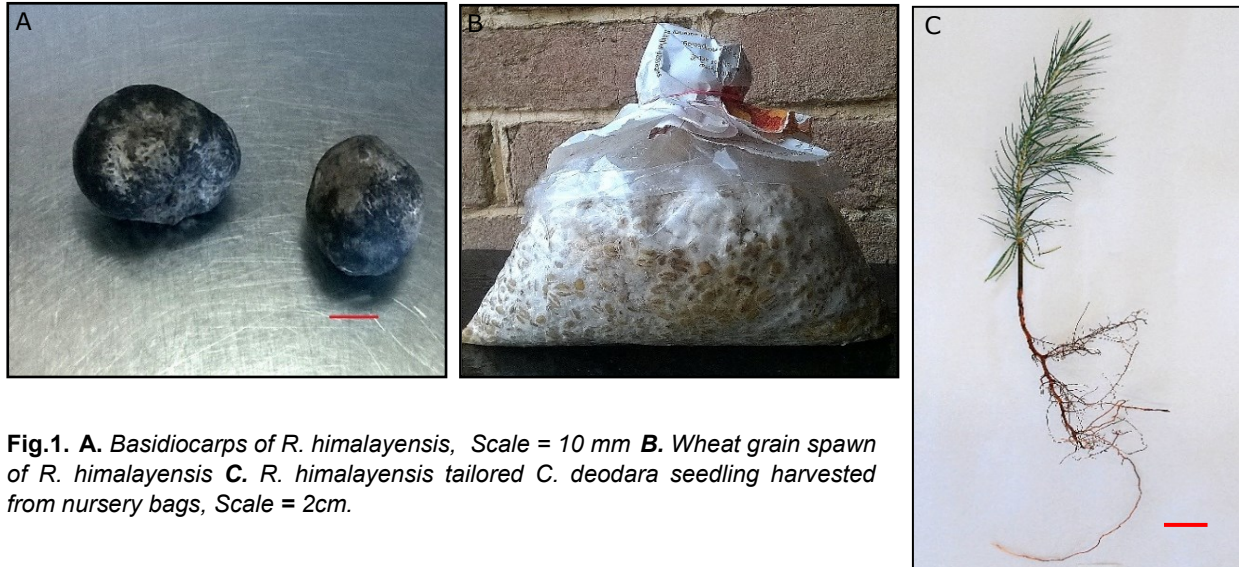 A
B
C
Fig.1. A. Basidiocarps of R. himalayensis, Scale = 10 mm B. Wheat grain spawn
of R. himalayensis C. R. himalayensis tailored C. deodara seedling harvested
from nursery bags, Scale = 2cm.